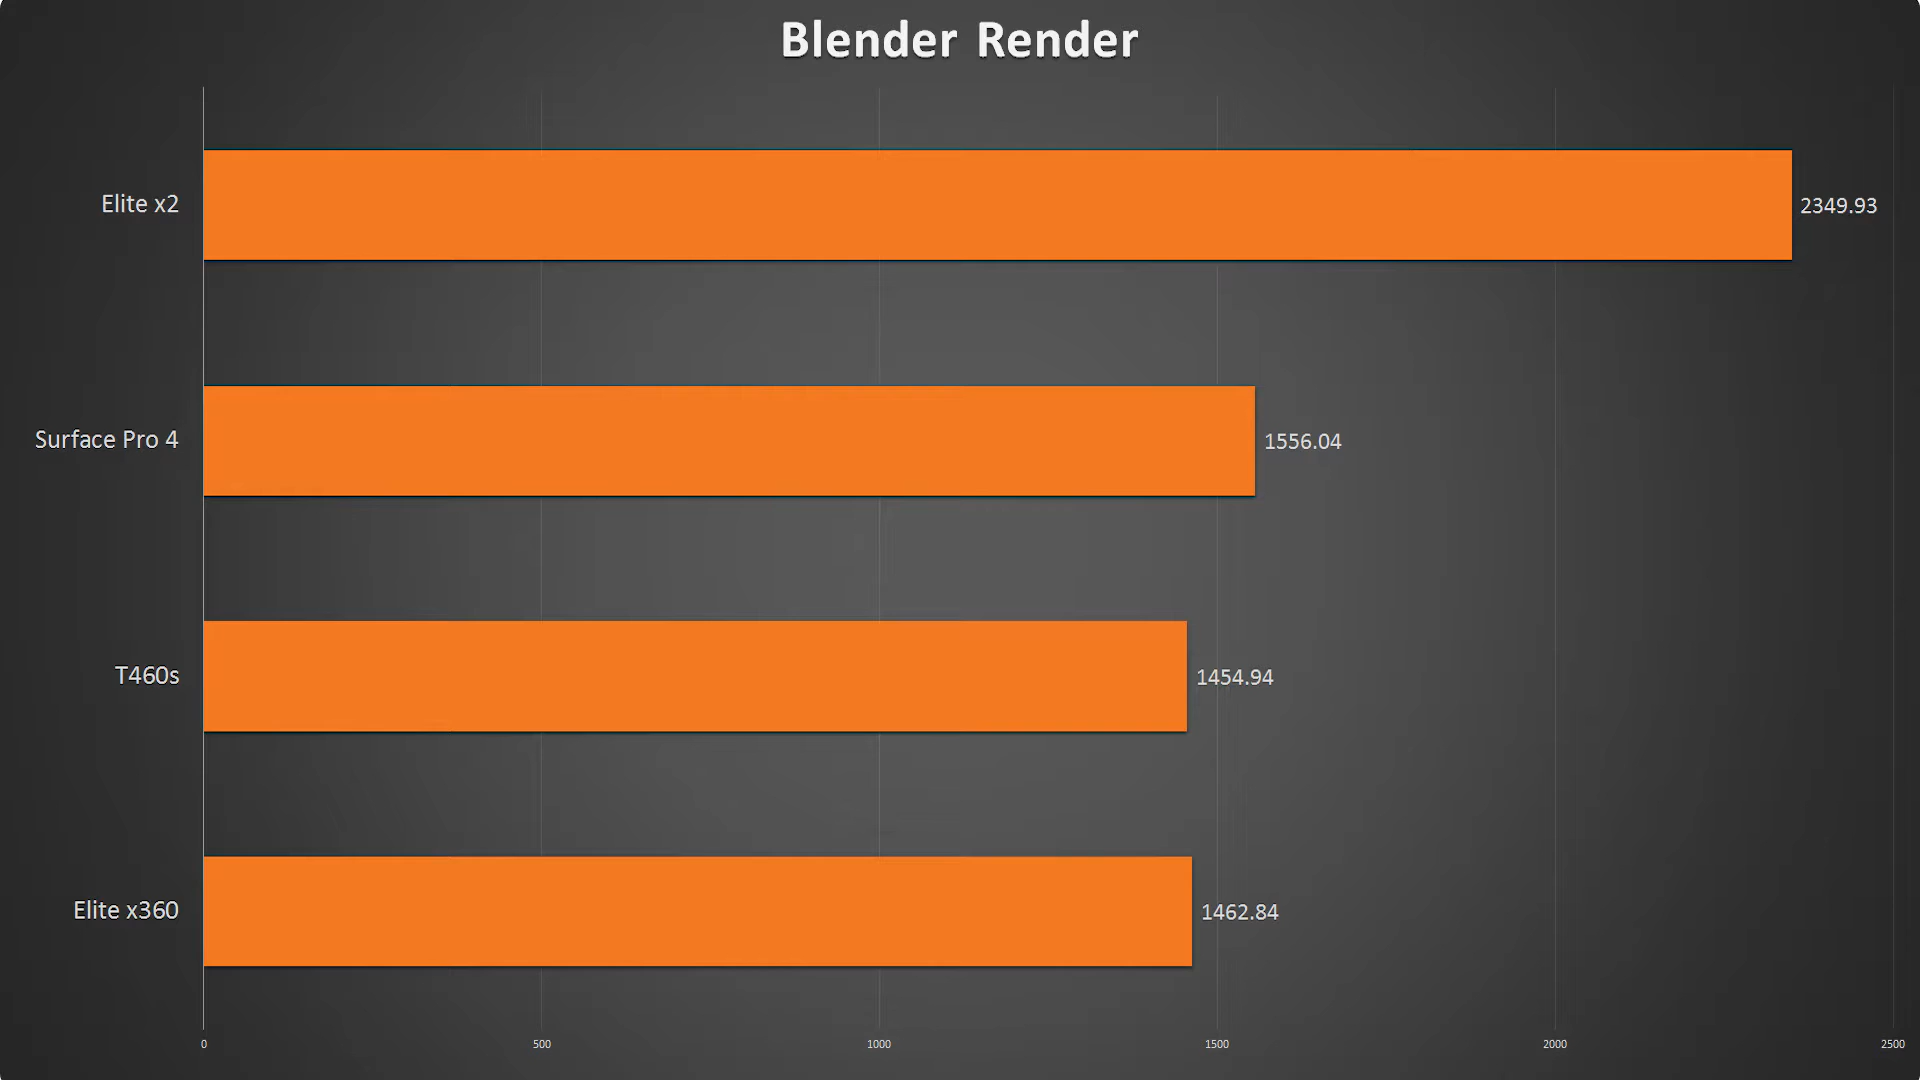 Blender Render
Elite x2
2349.93
Surface Pro 4
1556.04
T460s
1454.94
Elite x360
1462.84
0 500 1000 1500 2000 2500